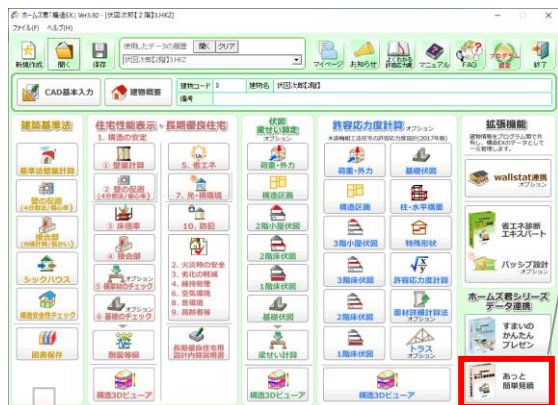 ホームズ君「構造EX」 Ver3.92 - [伏図次郎【2階】3.HKZ]
ファイル(F) ヘルプ(H)
新規作成
開く
保存
使用したデータの履歴 開く クリア
[伏図次郎【2階】]3.HKZ
マイページ
お知らせ
よくわかる
許容応力度
マニュアル
FAQ
プログラム
設定
終了
CAD基本入力
建物概要
建物コード 3
建物名 伏図次郎【2階】
備考
建築基準法
基準法壁量計算
壁の配置
(4分割法/偏心率)
接合部
(N値計算/筋かい)
シックハウス
構造安全性チェック
図書保存
住宅性能表示 & 長期優良住宅
1. 構造の安定
① 壁量計算
② 壁の配置
(4分割法/偏心率)
③ 床倍率
④ 接合部
オプション
⑤ 横架材のチェック
オプション
⑥ 基礎のチェック
耐震等級
構造3Dビューア
5. 省エネ
7. 光・視環境
10. 防犯
2. 火災時の安全
3. 劣化の軽減
4. 維持管理
6. 空気環境
8. 音環境
9. 高齢者等
長期優良住宅用
設計内容説明書
伏図
梁せい算定
オプション
荷重・外力
構造区画
2階小屋伏図
2階床伏図
1階床伏図
基礎伏図
梁せい計算
構造3Dビューア
許容応力度計算 オプション
木造軸組工法住宅の許容応力度設計(2017年版)
荷重・外力
構造区画
3階小屋伏図
3階床伏図
2階床伏図
1階床伏図
基礎伏図
柱・水平構面
特殊形状
許容応力度計算
面材詳細計算法
オプション
トラス
オプション
構造3Dビューア
拡張機能
建物情報をプログラム間で共
有し、構造EXのデータとして
一元管理します。
wallstat連携
オプション
省エネ診断
エキスパート
パッシブ設計
オプション
ホームズ君シリーズ
データ連携
すまいの
かんたん
プレゼン
あっと
簡単見積